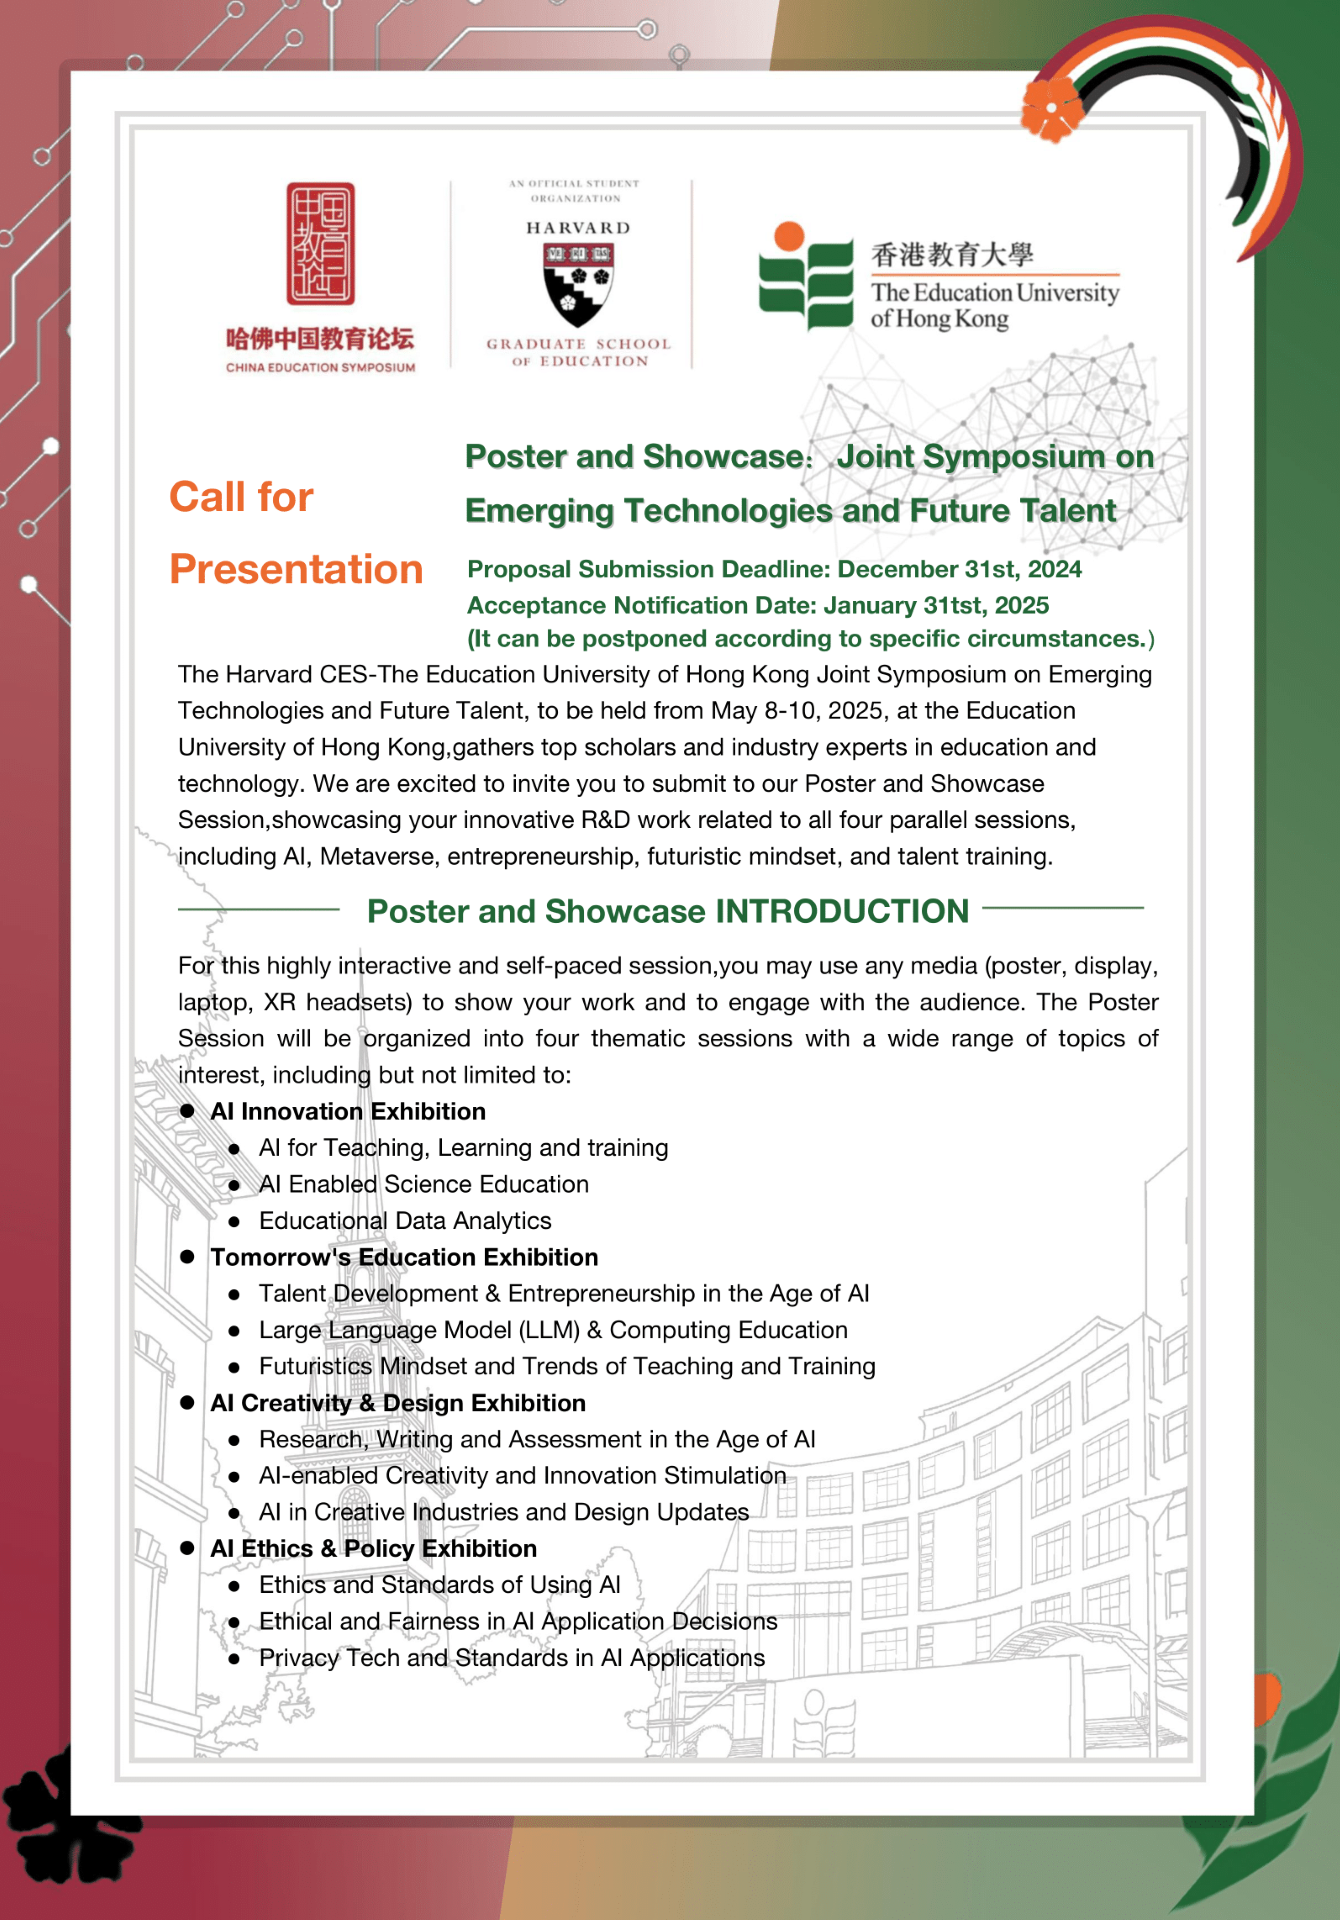 中国
教育
论坛
哈佛中国教育论坛
CHINA EDUCATION SYMPOSIUM
AN OFFICIAL STUDENT
ORGANIZATION
HARVARD
VE RI TAS
GRADUATE SCHOOL
OF EDUCATION
香港教育大學
The Education University
of Hong Kong
Call for
Presentation
Poster and Showcase：Joint Symposium on
Emerging Technologies and Future Talent
Proposal Submission Deadline: December 31st, 2024
Acceptance Notification Date: January 31tst, 2025
(It can be postponed according to specific circumstances.)
The Harvard CES-The Education University of Hong Kong Joint Symposium on Emerging
Technologies and Future Talent, to be held from May 8-10, 2025, at the Education
University of Hong Kong,gathers top scholars and industry experts in education and
technology. We are excited to invite you to submit to our Poster and Showcase
Session,showcasing your innovative R&D work related to all four parallel sessions,
including AI, Metaverse, entrepreneurship, futuristic mindset, and talent training.
Poster and Showcase INTRODUCTION
For this highly interactive and self-paced session,you may use any media (poster, display,
laptop, XR headsets) to show your work and to engage with the audience. The Poster
Session will be organized into four thematic sessions with a wide range of topics of
interest, including but not limited to:
● AI Innovation Exhibition
● AI for Teaching, Learning and training
● AI Enabled Science Education
● Educational Data Analytics
● Tomorrow's Education Exhibition
● Talent Development & Entrepreneurship in the Age of AI
● Large Language Model (LLM) & Computing Education
● Futuristics Mindset and Trends of Teaching and Training
● AI Creativity & Design Exhibition
● Research, Writing and Assessment in the Age of AI
● AI-enabled Creativity and Innovation Stimulation
● AI in Creative Industries and Design Updates
● AI Ethics & Policy Exhibition
● Ethics and Standards of Using AI
● Ethical and Fairness in AI Application Decisions
● Privacy Tech and Standards in AI Applications